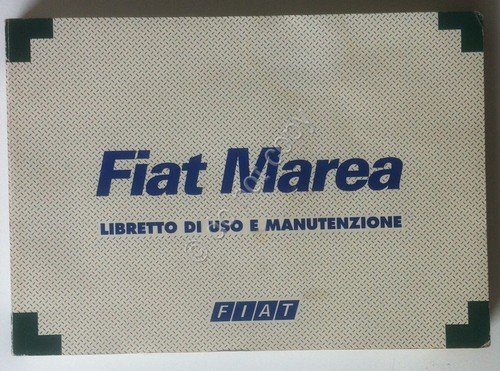 Fiat Marea
LIBRETTO DI USO E MANUTENZIONE
FIAT